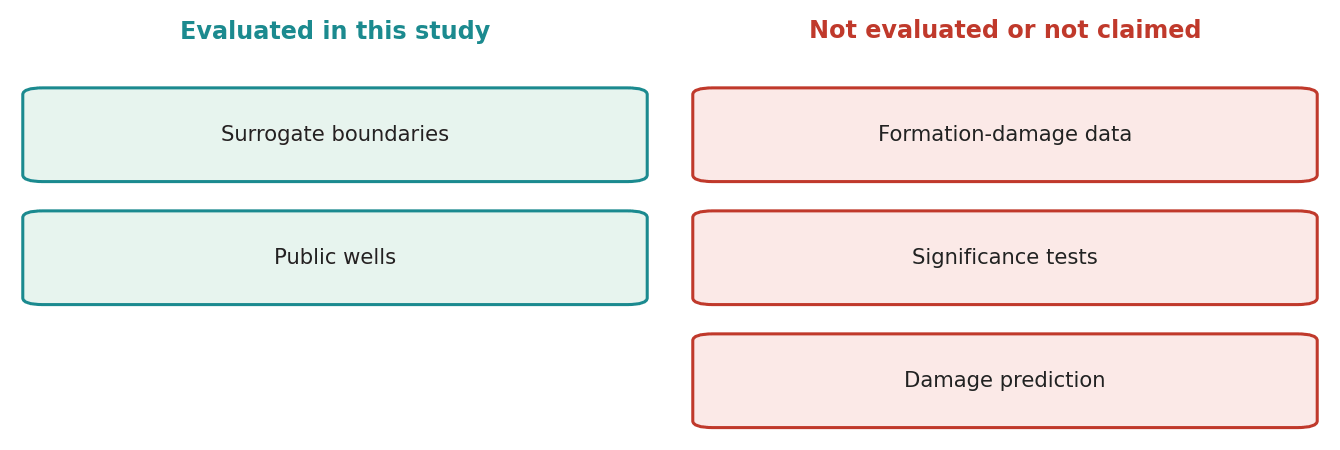 Evaluated in this study
Surrogate boundaries
Public wells
Not evaluated or not claimed
Formation-damage data
Significance tests
Damage prediction